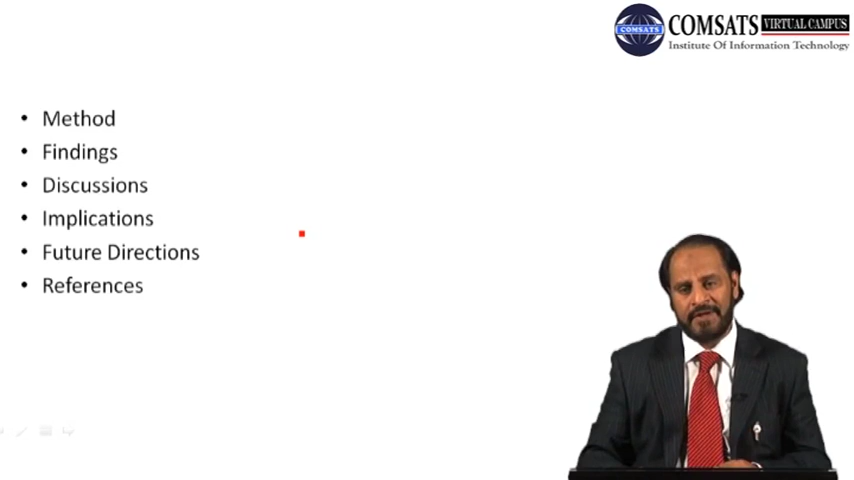 COMSATS VIRTUAL CAMPUS
COMSATS
Institute Of Information Technology
• Method
• Findings
• Discussions
• Implications
• Future Directions
• References